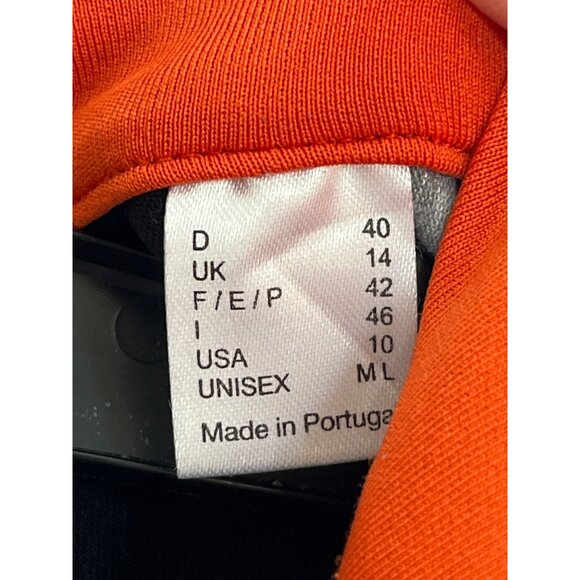 D 40
UK 14
F / E / P 42
I 46
USA 10
UNISEX M L
Made in Portuga